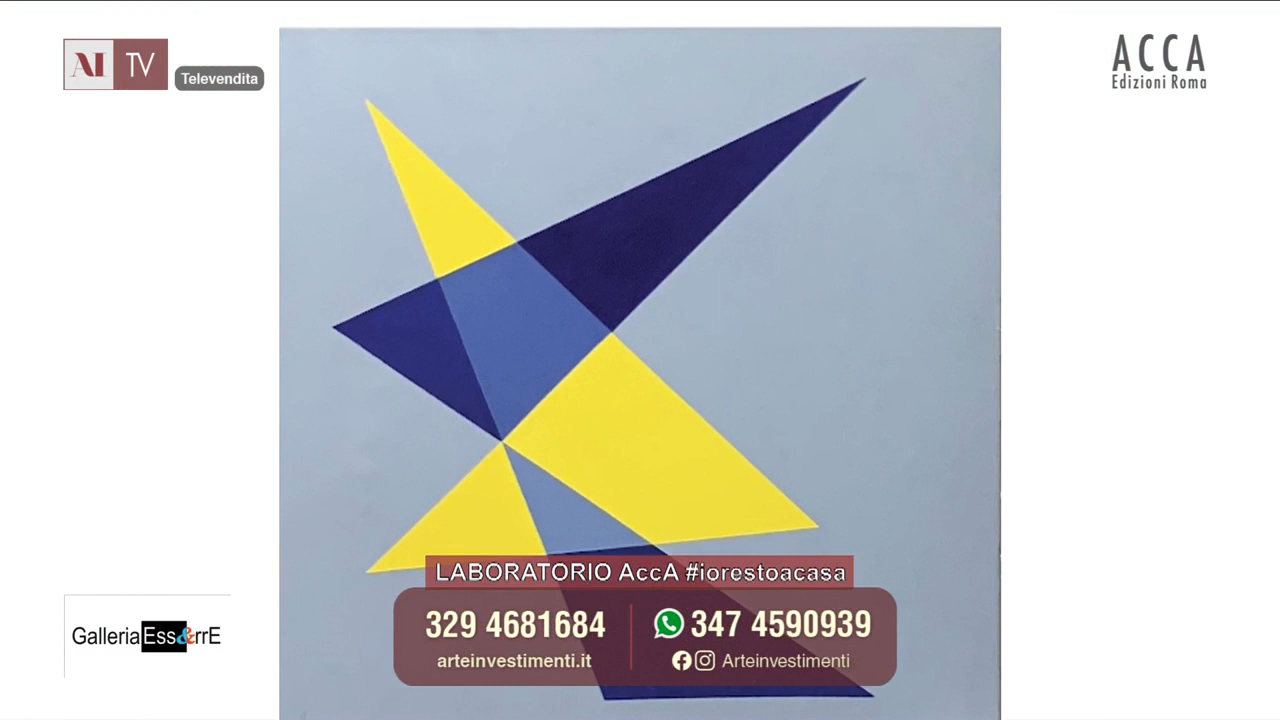 AI TV
Televendita
ACCA
Edizioni Roma
LABORATORIO AccA #iorestoacasa
329 4681684
347 4590939
arteinvestimenti.it
Arteinvestimenti
GalleriaEss&rrE